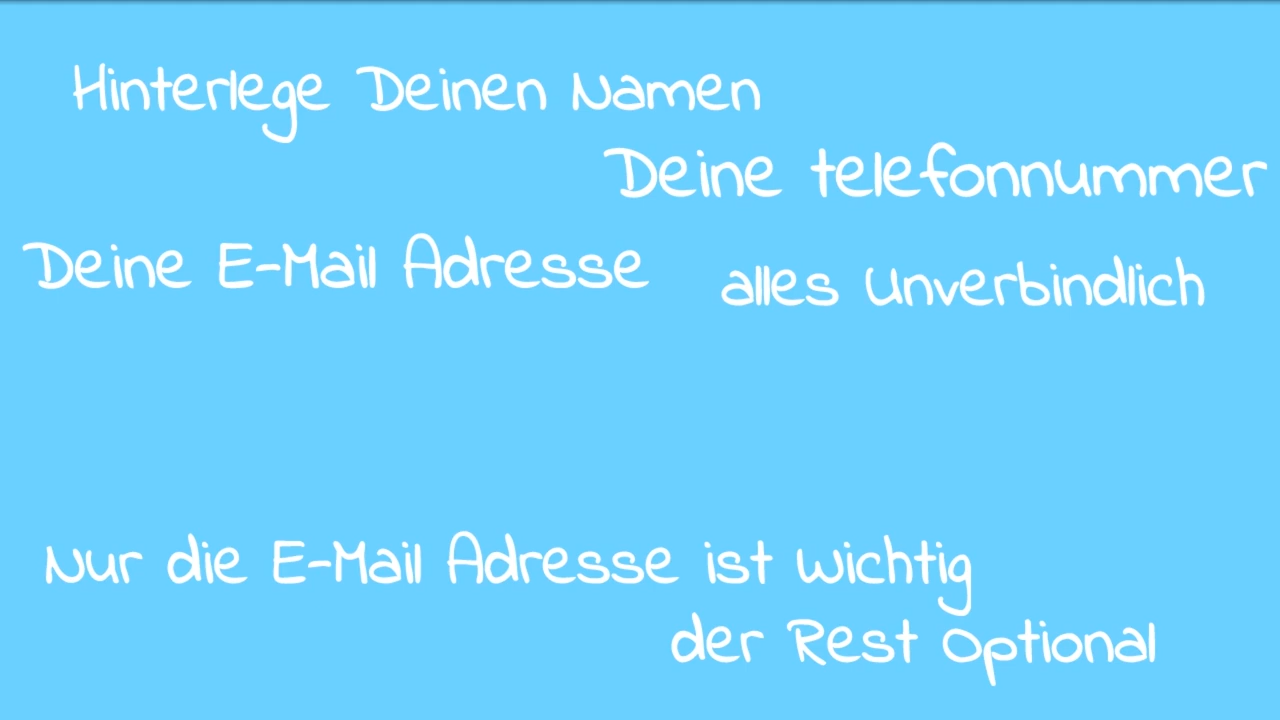 Hinterlege Deinen Namen
Deine telefonnummer
Deine E-Mail Adresse
alles Unverbindlich
Nur die E-Mail Adresse ist wichtig
der Rest Optional